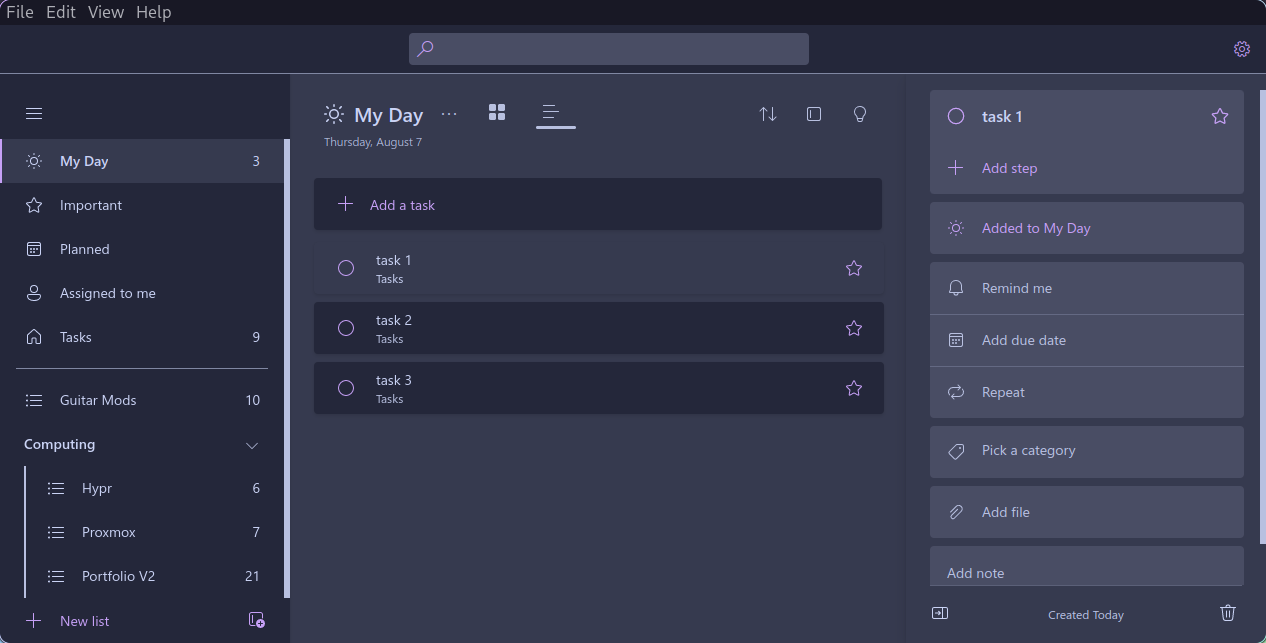 File Edit View Help
My Day 3
Important
Planned
Assigned to me
Tasks 9
Guitar Mods 10
Computing
Hypr 6
Proxmox 7
Portfolio V2 21
New list
My Day ...
Thursday, August 7
Add a task
task 1
Tasks
task 2
Tasks
task 3
Tasks
task 1
Add step
Added to My Day
Remind me
Add due date
Repeat
Pick a category
Add file
Add note
Created Today